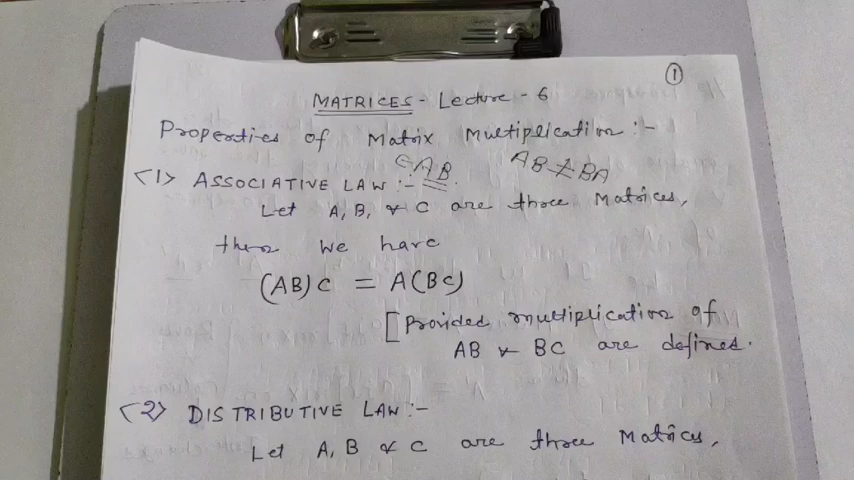 ①
MATRICES - Lecture - 6
Properties of Matrix Multiplication :-
AB ≠ BA
<1> ASSOCIATIVE LAW :-
Let A, B, & C are three Matrices,
then we have
(AB)C = A(BC)
[Provided multiplication of
AB & BC are defined.
<2> DISTRIBUTIVE LAW :-
Let A, B & C are three Matrices,